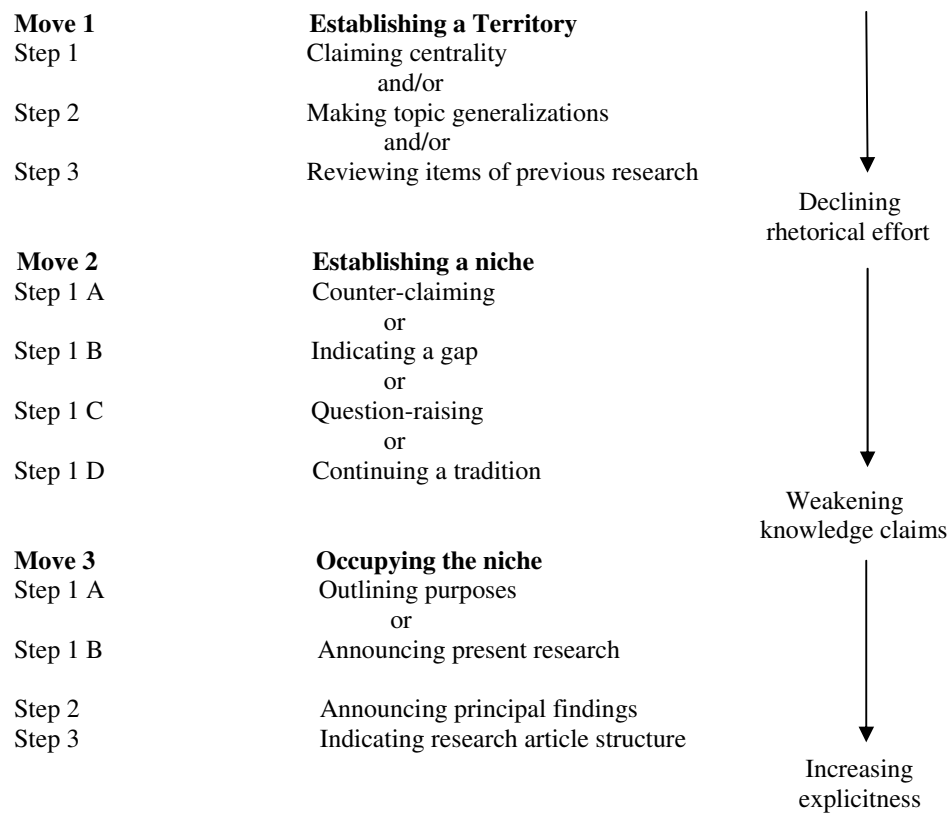 Move 1 Establishing a Territory
Step 1 Claiming centrality
and/or
Step 2 Making topic generalizations
and/or
Step 3 Reviewing items of previous research
Declining
rhetorical effort
Move 2 Establishing a niche
Step 1 A Counter-claiming
or
Step 1 B Indicating a gap
or
Step 1 C Question-raising
or
Step 1 D Continuing a tradition
Weakening
knowledge claims
Move 3 Occupying the niche
Step 1 A Outlining purposes
or
Step 1 B Announcing present research
Step 2 Announcing principal findings
Step 3 Indicating research article structure
Increasing
explicitness